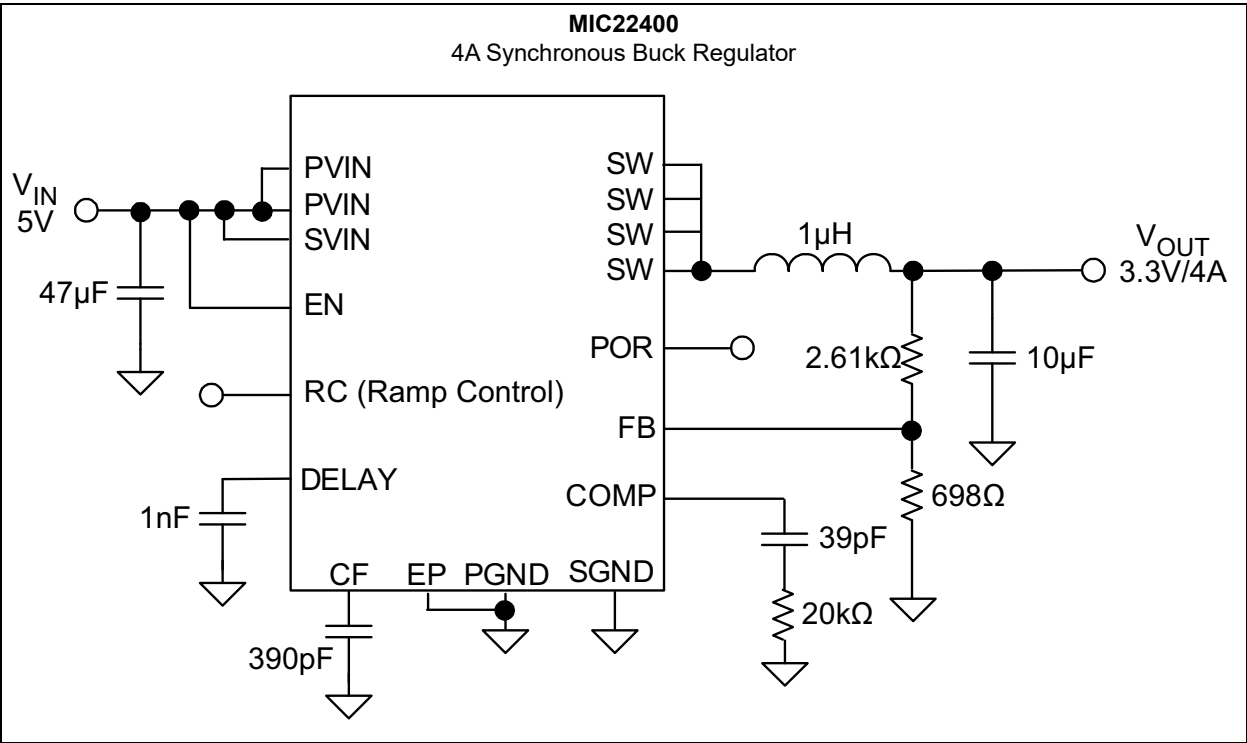 MIC22400
4A Synchronous Buck Regulator
VIN
5V
47µF
PVIN
PVIN
SVIN
EN
RC (Ramp Control)
DELAY
1nF
CF
EP
PGND
SGND
390pF
SW
SW
SW
SW
POR
FB
COMP
1µH
VOUT
3.3V/4A
2.61kΩ
10µF
698Ω
39pF
20kΩ